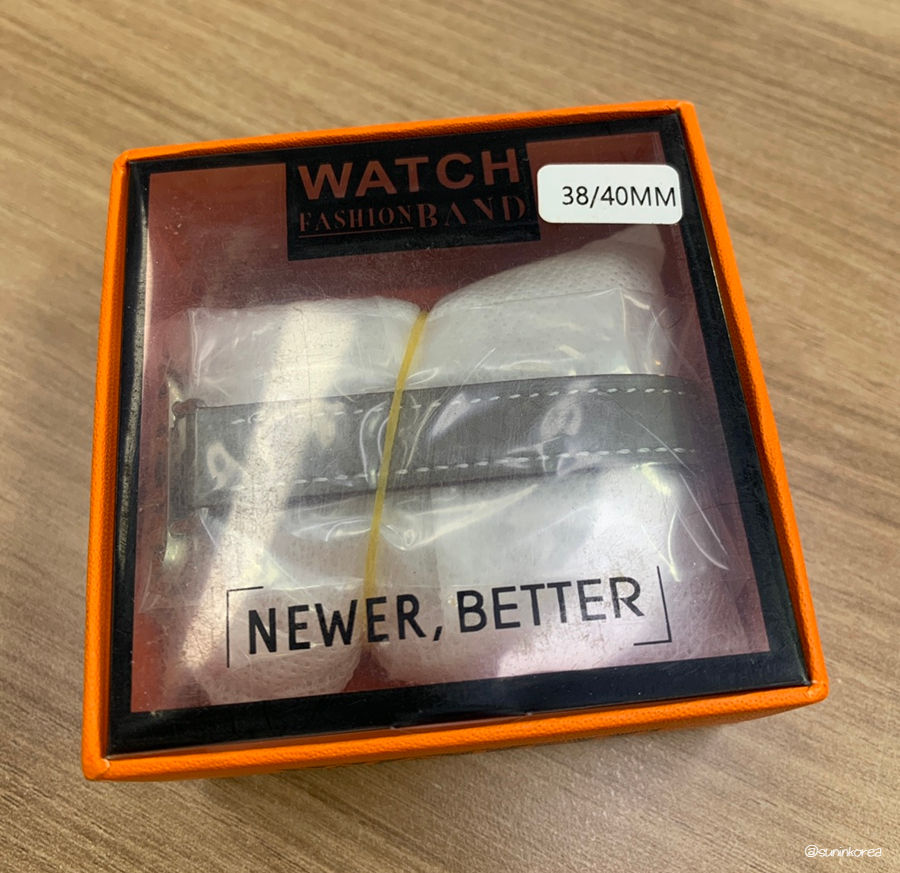 WATCH
FASHION BAND
38/40MM
NEWER, BETTER
@suninkorea